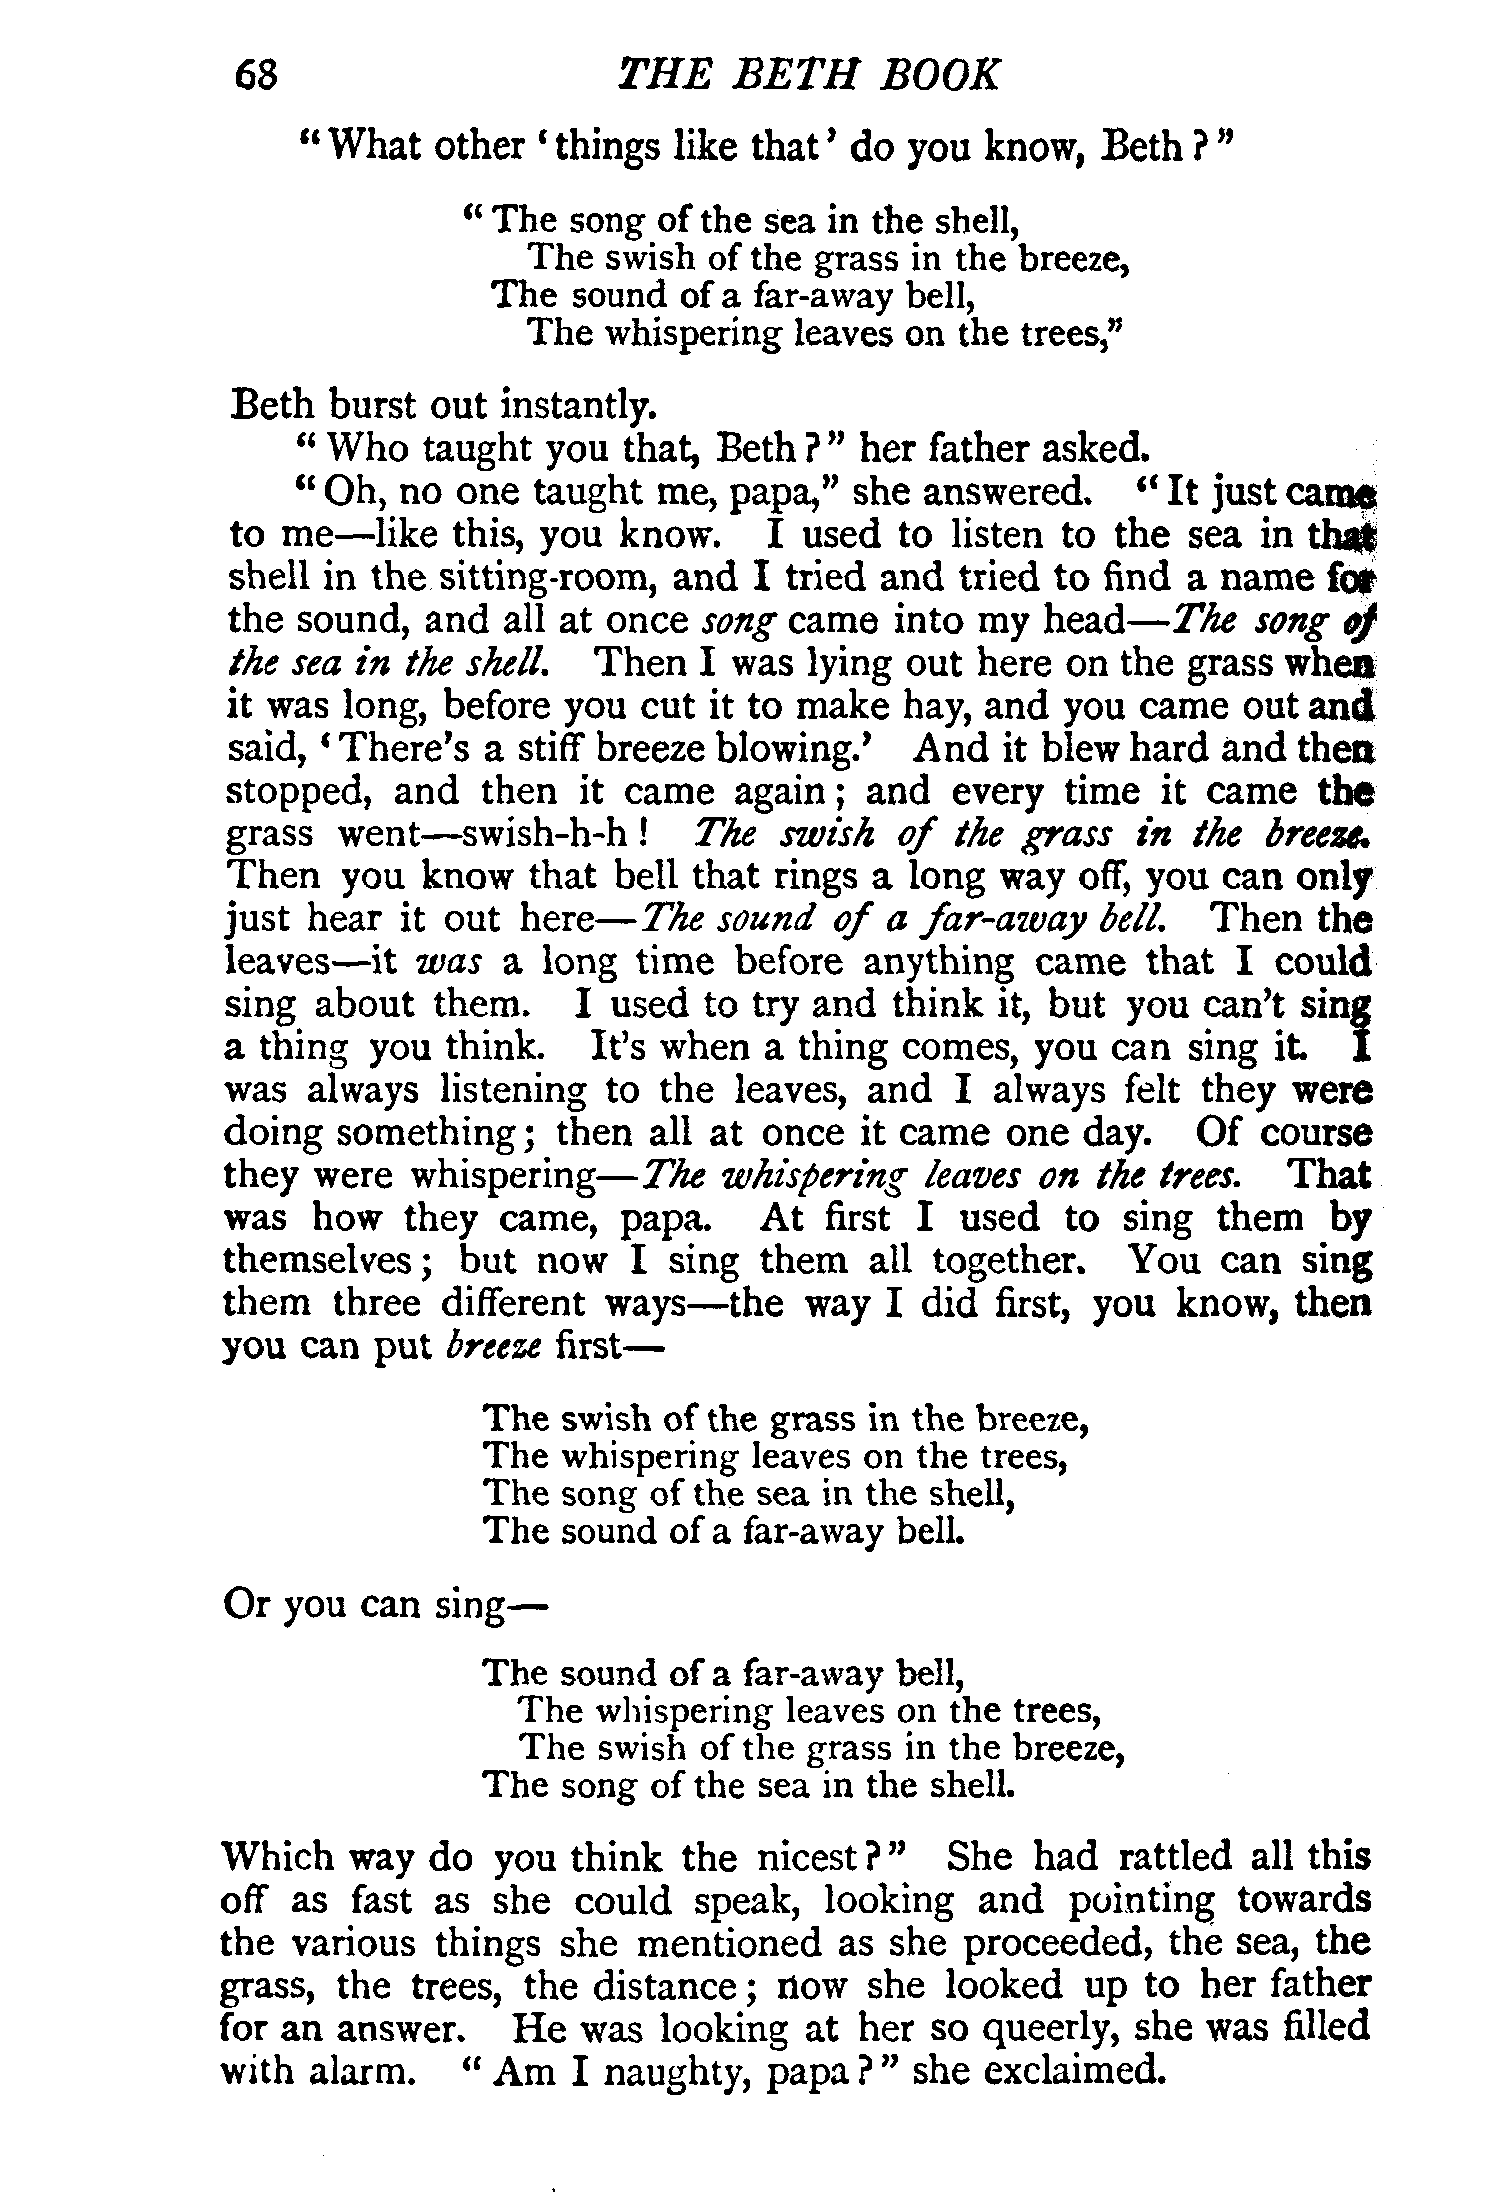 68 THE BETH BOOK
“What other ‘things like that’ do you know, Beth?”
“The song of the sea in the shell,
The swish of the grass in the breeze,
The sound of a far-away bell,
The whispering leaves on the trees,”
Beth burst out instantly.
“Who taught you that, Beth?” her father asked.
“Oh, no one taught me, papa,” she answered. “It just came
to me—like this, you know. I used to listen to the sea in that
shell in the sitting-room, and I tried and tried to find a name for
the sound, and all at once song came into my head—The song of
the sea in the shell. Then I was lying out here on the grass when
it was long, before you cut it to make hay, and you came out and
said, ‘There’s a stiff breeze blowing.’ And it blew hard and then
stopped, and then it came again; and every time it came the
grass went—swish-h-h! The swish of the grass in the breeze.
Then you know that bell that rings a long way off, you can only
just hear it out here—The sound of a far-away bell. Then the
leaves—it was a long time before anything came that I could
sing about them. I used to try and think it, but you can’t sing
a thing you think. It’s when a thing comes, you can sing it. I
was always listening to the leaves, and I always felt they were
doing something; then all at once it came one day. Of course
they were whispering—The whispering leaves on the trees. That
was how they came, papa. At first I used to sing them by
themselves; but now I sing them all together. You can sing
them three different ways—the way I did first, you know, then
you can put breeze first—
The swish of the grass in the breeze,
The whispering leaves on the trees,
The song of the sea in the shell,
The sound of a far-away bell.
Or you can sing—
The sound of a far-away bell,
The whispering leaves on the trees,
The swish of the grass in the breeze,
The song of the sea in the shell.
Which way do you think the nicest?” She had rattled all this
off as fast as she could speak, looking and pointing towards
the various things she mentioned as she proceeded, the sea, the
grass, the trees, the distance; now she looked up to her father
for an answer. He was looking at her so queerly, she was filled
with alarm. “Am I naughty, papa?” she exclaimed.